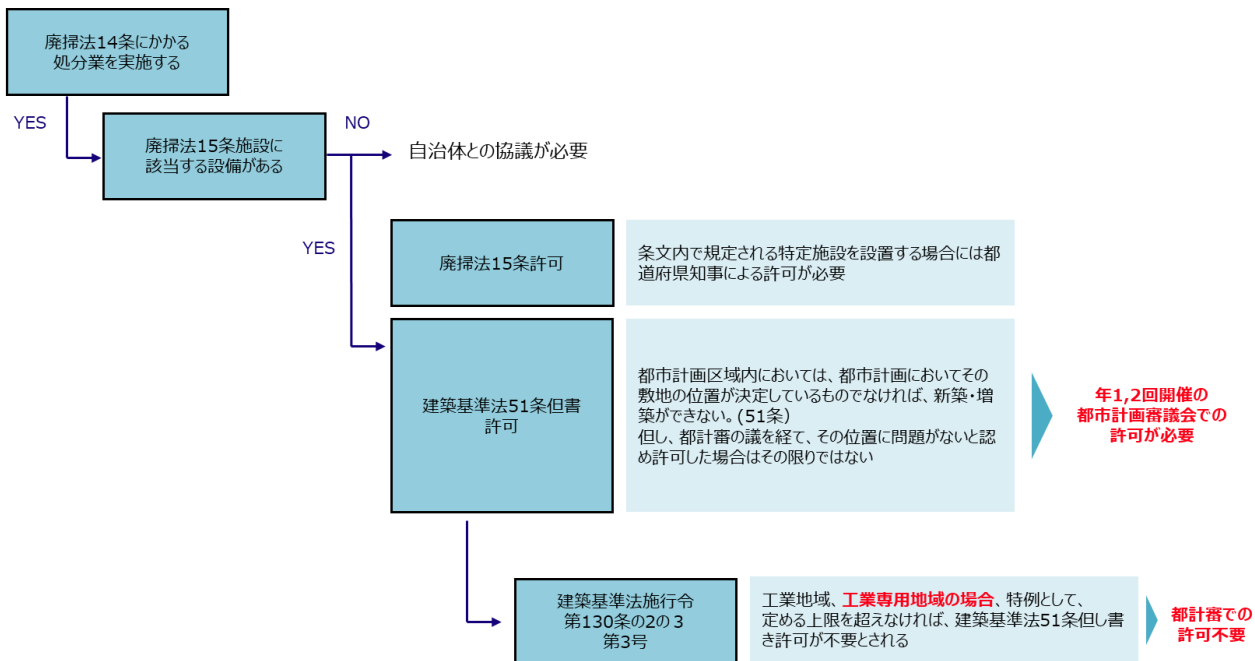 廃掃法14条にかかる
処分業を実施する
YES
廃掃法15条施設に
該当する設備がある
NO
自治体との協議が必要
YES
廃掃法15条許可
条文内で規定される特定施設を設置する場合には都
道府県知事による許可が必要
建築基準法51条但書
許可
都市計画区域内においては、都市計画においてその
敷地の位置が決定しているものでなければ、新築・増
築ができない。(51条)
但し、都計審の議を経て、その位置に問題がないと認
め許可した場合はその限りではない
年1,2回開催の
都市計画審議会での
許可が必要
建築基準法施行令
第130条の2の3
第3号
工業地域、工業専用地域の場合、特例として、
定める上限を超えなければ、建築基準法51条但し書
き許可が不要とされる
都計審での
許可不要